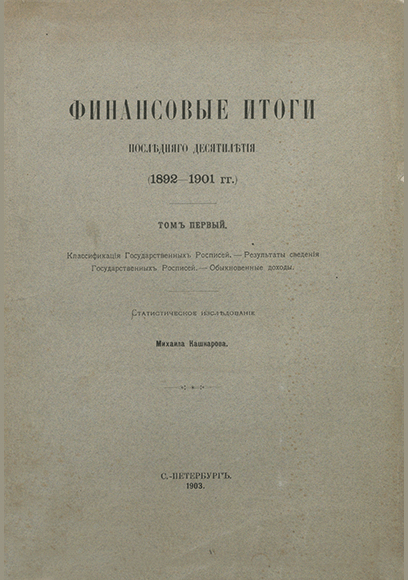 ФИНАНСОВЫЕ ИТОГИ
ПОСЛѢДНЯГО ДЕСЯТИЛѢТІЯ
(1892—1901 гг.)
ТОМЪ ПЕРВЫЙ.
Классификація Государственныхъ Росписей. — Результаты сведенія
Государственныхъ Росписей. — Обыкновенные доходы.
СТАТИСТИЧЕСКОЕ ИЗСЛѢДОВАНІЕ
Михаила Кашкарова.
С.-ПЕТЕРБУРГЪ.
1903.